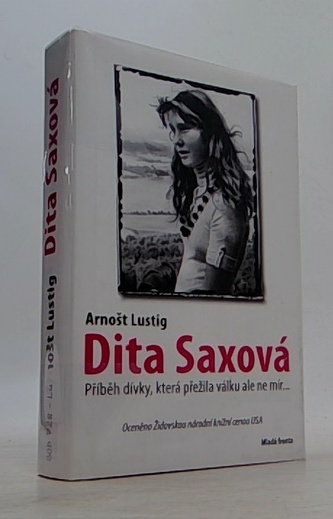 Arnošt Lustig
Dita Saxová
Příběh dívky, která přežila válku ale ne mír...
Oceněno Židovskou národní knižní cenou USA
Mladá fronta
Lustig Dita Saxová